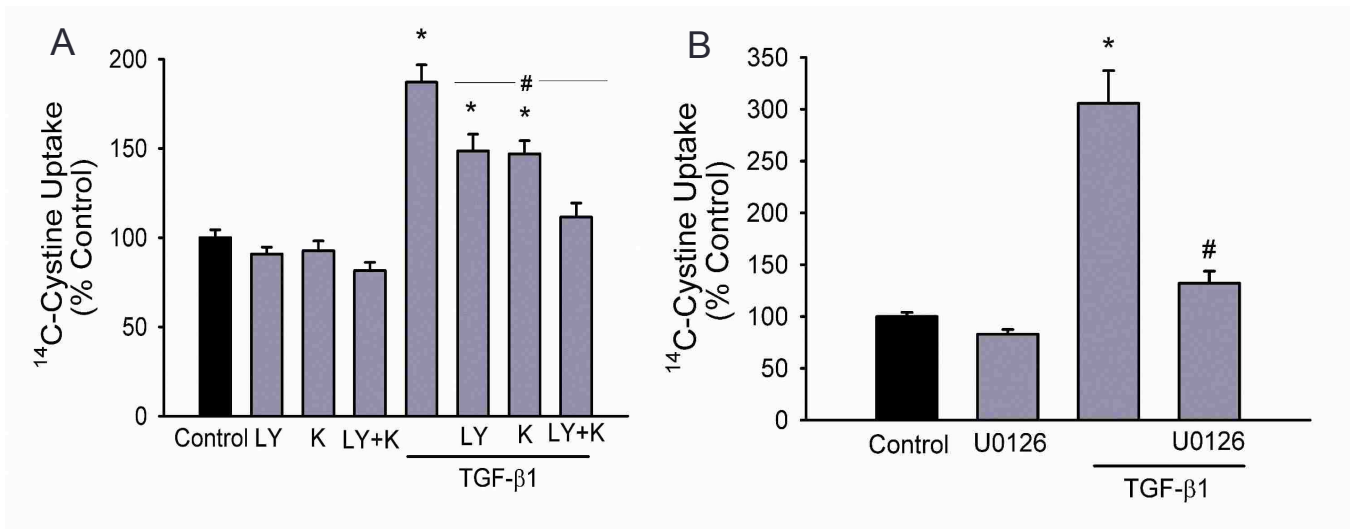 A
¹⁴C-Cystine Uptake
(% Control)
200
150
100
50
0
*
#
*
*
Control LY K LY+K LY K LY+K
TGF-β1
B
¹⁴C-Cystine Uptake
(% Control)
350
300
250
200
150
100
50
0
*
#
Control U0126 U0126
TGF-β1